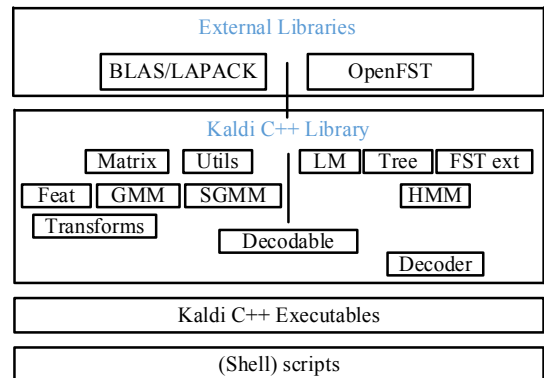 External Libraries
BLAS/LAPACK OpenFST
Kaldi C++ Library
Matrix Utils LM Tree FST ext
Feat GMM SGMM HMM
Transforms
Decodable
Decoder
Kaldi C++ Executables
(Shell) scripts